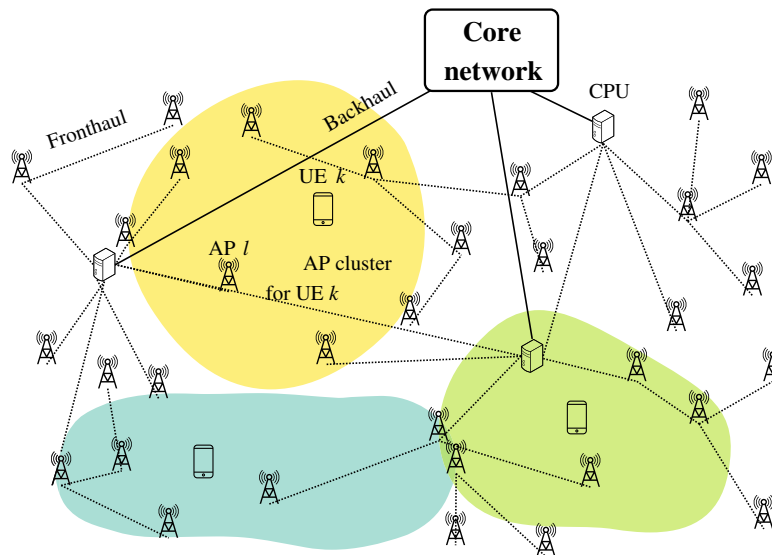 Core
network
CPU
Fronthaul
Backhaul
UE k
AP l
AP cluster
for UE k